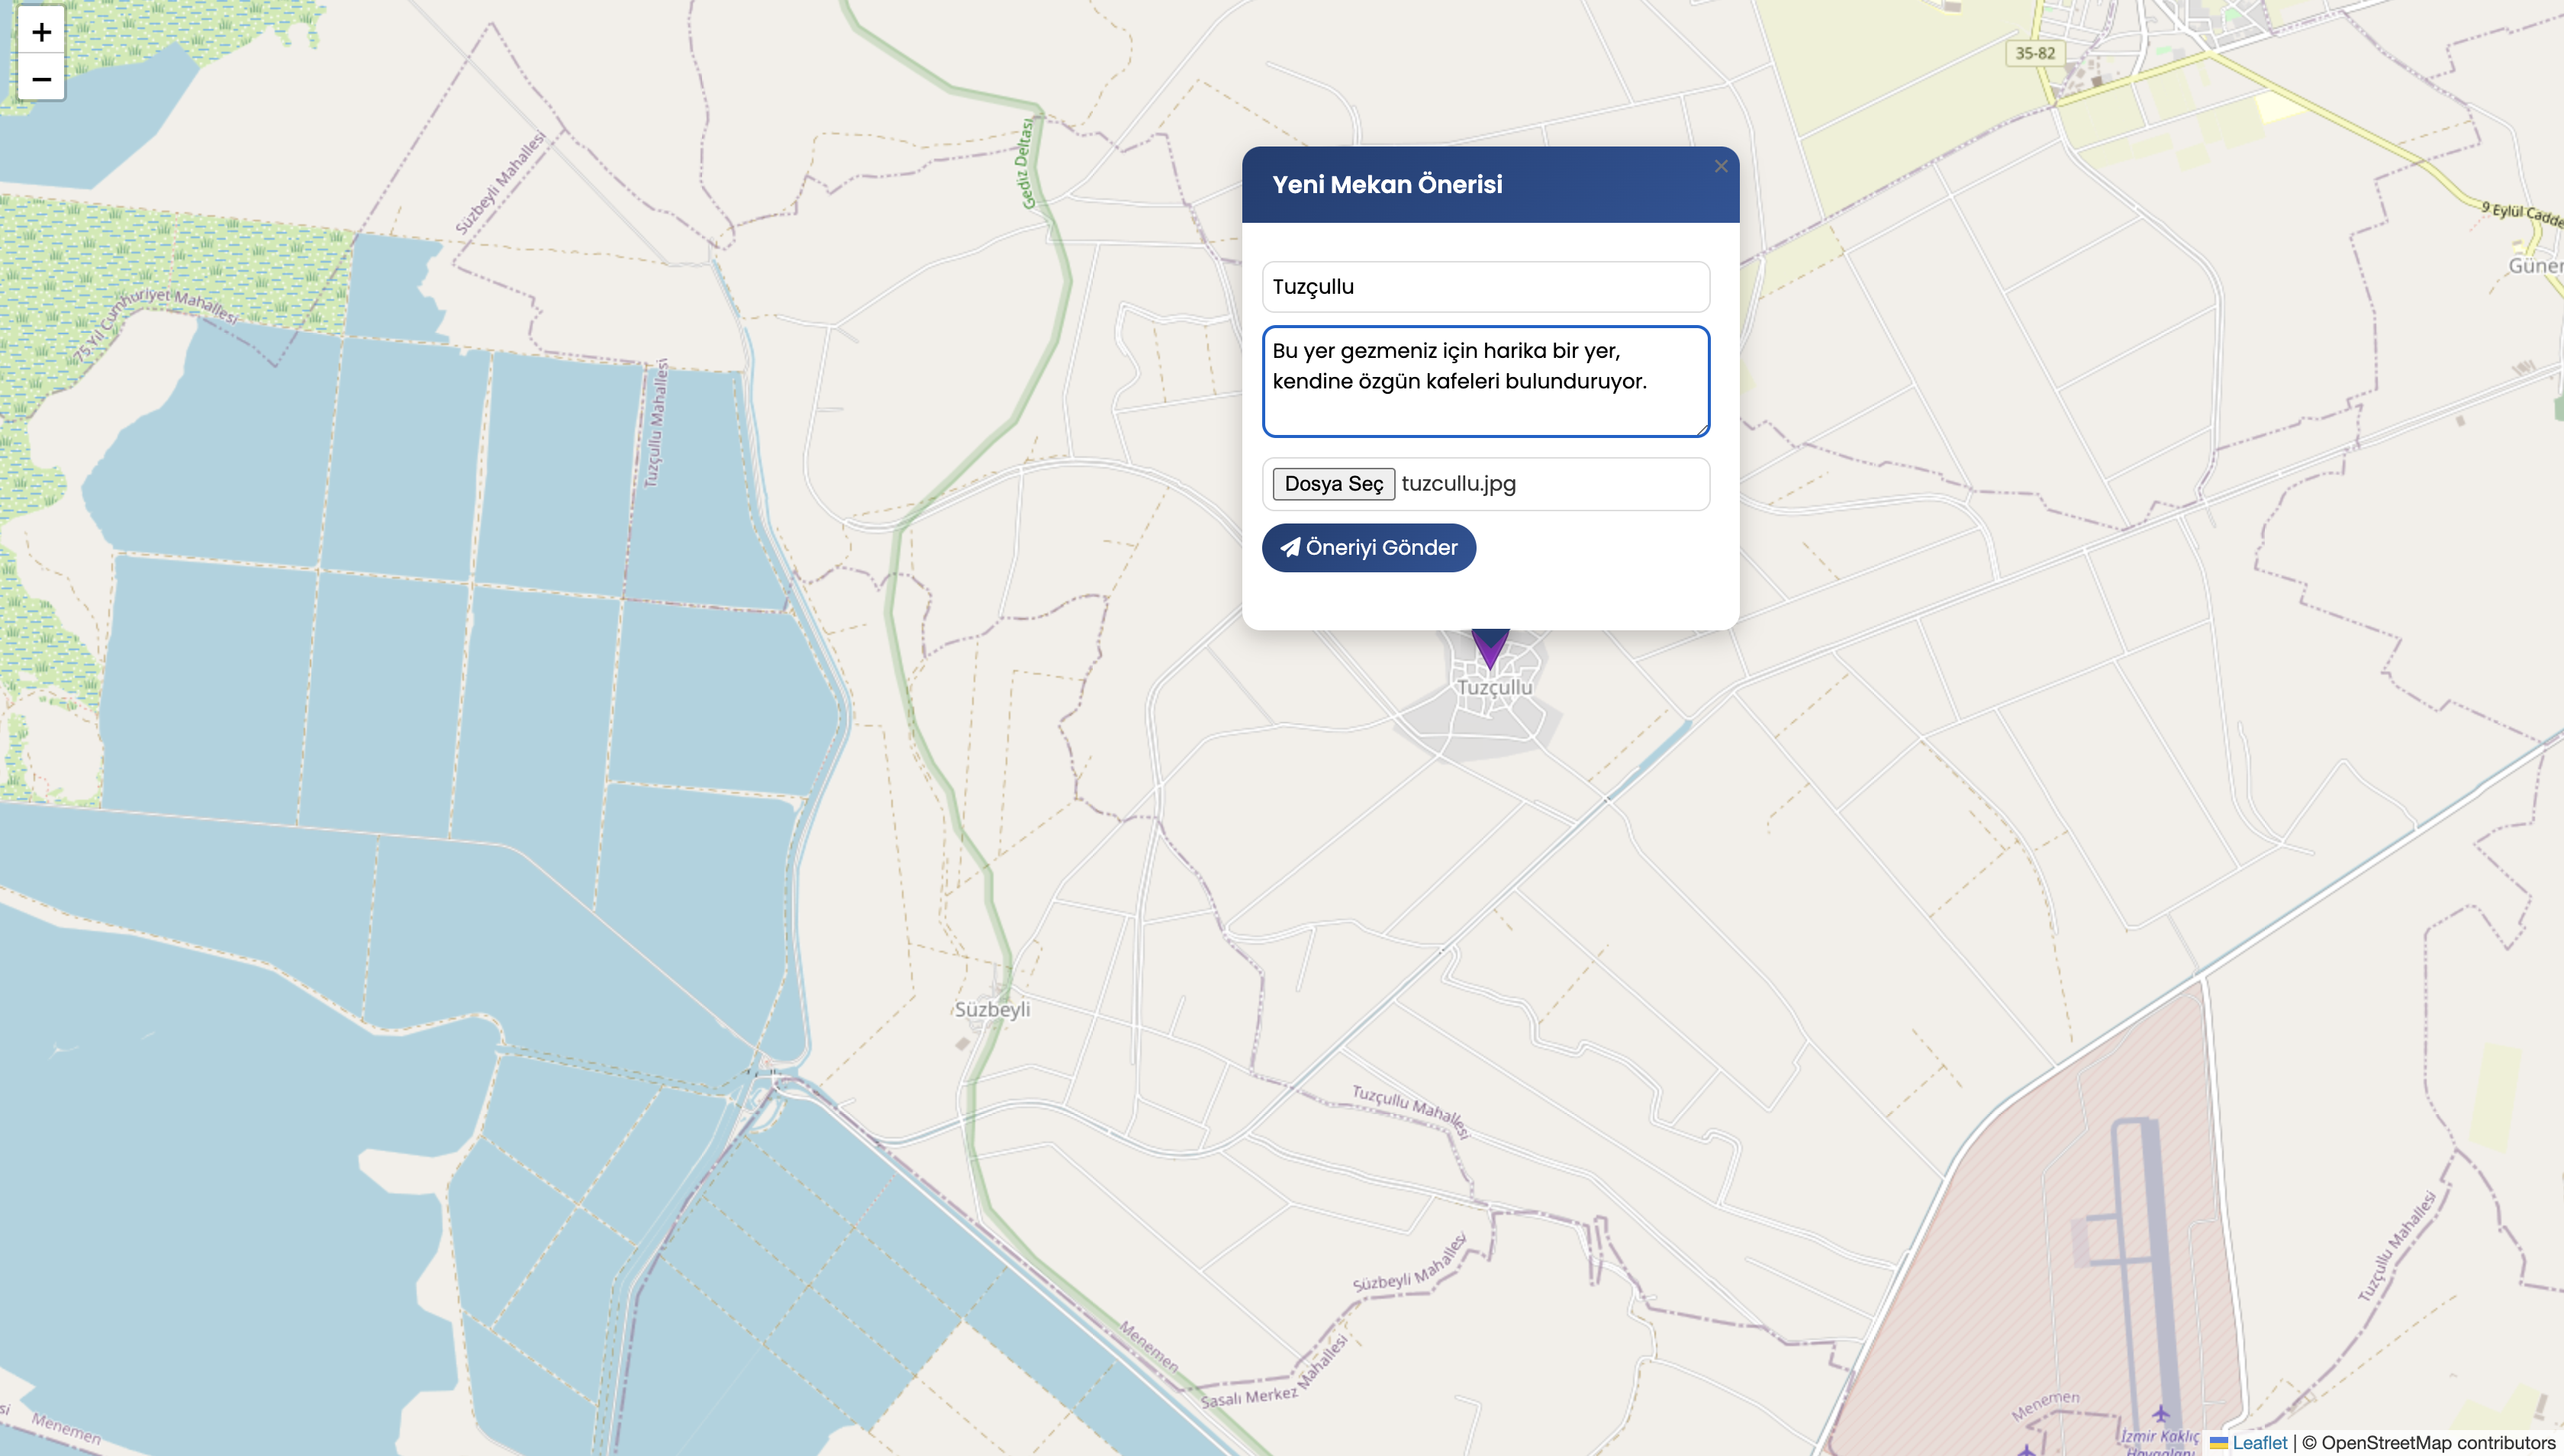 +
−
35-82
9 Eylül Cadde
Güner
Gediz Deltası
Süzbeyli Mahallesi
75 Yıl Cumhuriyet Mahallesi
Tuzçullu Mahallesi
Yeni Mekan Önerisi
×
Tuzçullu
Bu yer gezmeniz için harika bir yer,
kendine özgün kafeleri bulunduruyor.
Dosya Seç tuzcullu.jpg
Öneriyi Gönder
Tuzçullu
Süzbeyli
Tuzçullu Mahallesi
Süzbeyli Mahallesi
Tuzçullu Mahallesi
Menemen
Sasalı Merkez Mahallesi
Menemen
si
Menemen
İzmir Kaklıç
Havaalanı
Leaflet | © OpenStreetMap contributors